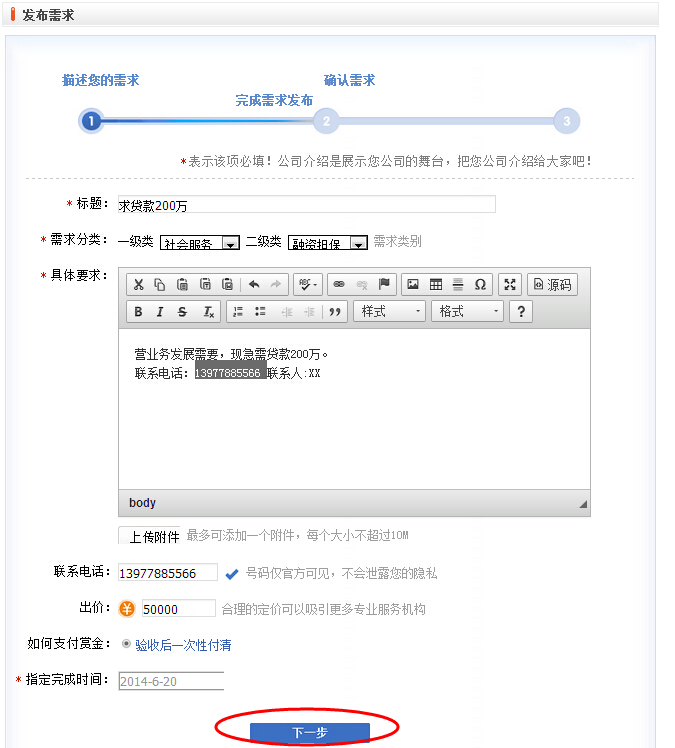 发布需求
描述您的需求
确认需求
完成需求发布
1 2 3
*表示该项必填！公司介绍是展示您公司的舞台，把您公司介绍给大家吧！
* 标题： 求贷款200万
* 需求分类： 一级类 社会服务 二级类 融资担保 需求类别
* 具体要求：
源码
B I S Tx 样式 格式 ?
营业务发展需要，现急需贷款200万。
联系电话：13977885566 联系人:XX
body
上传附件 最多可添加一个附件，每个大小不超过10M
联系电话： 13977885566 号码仅官方可见，不会泄露您的隐私
出价： ¥ 50000 合理的定价可以吸引更多专业服务机构
如何支付赏金： 验收后一次性付清
* 指定完成时间： 2014-6-20
下一步